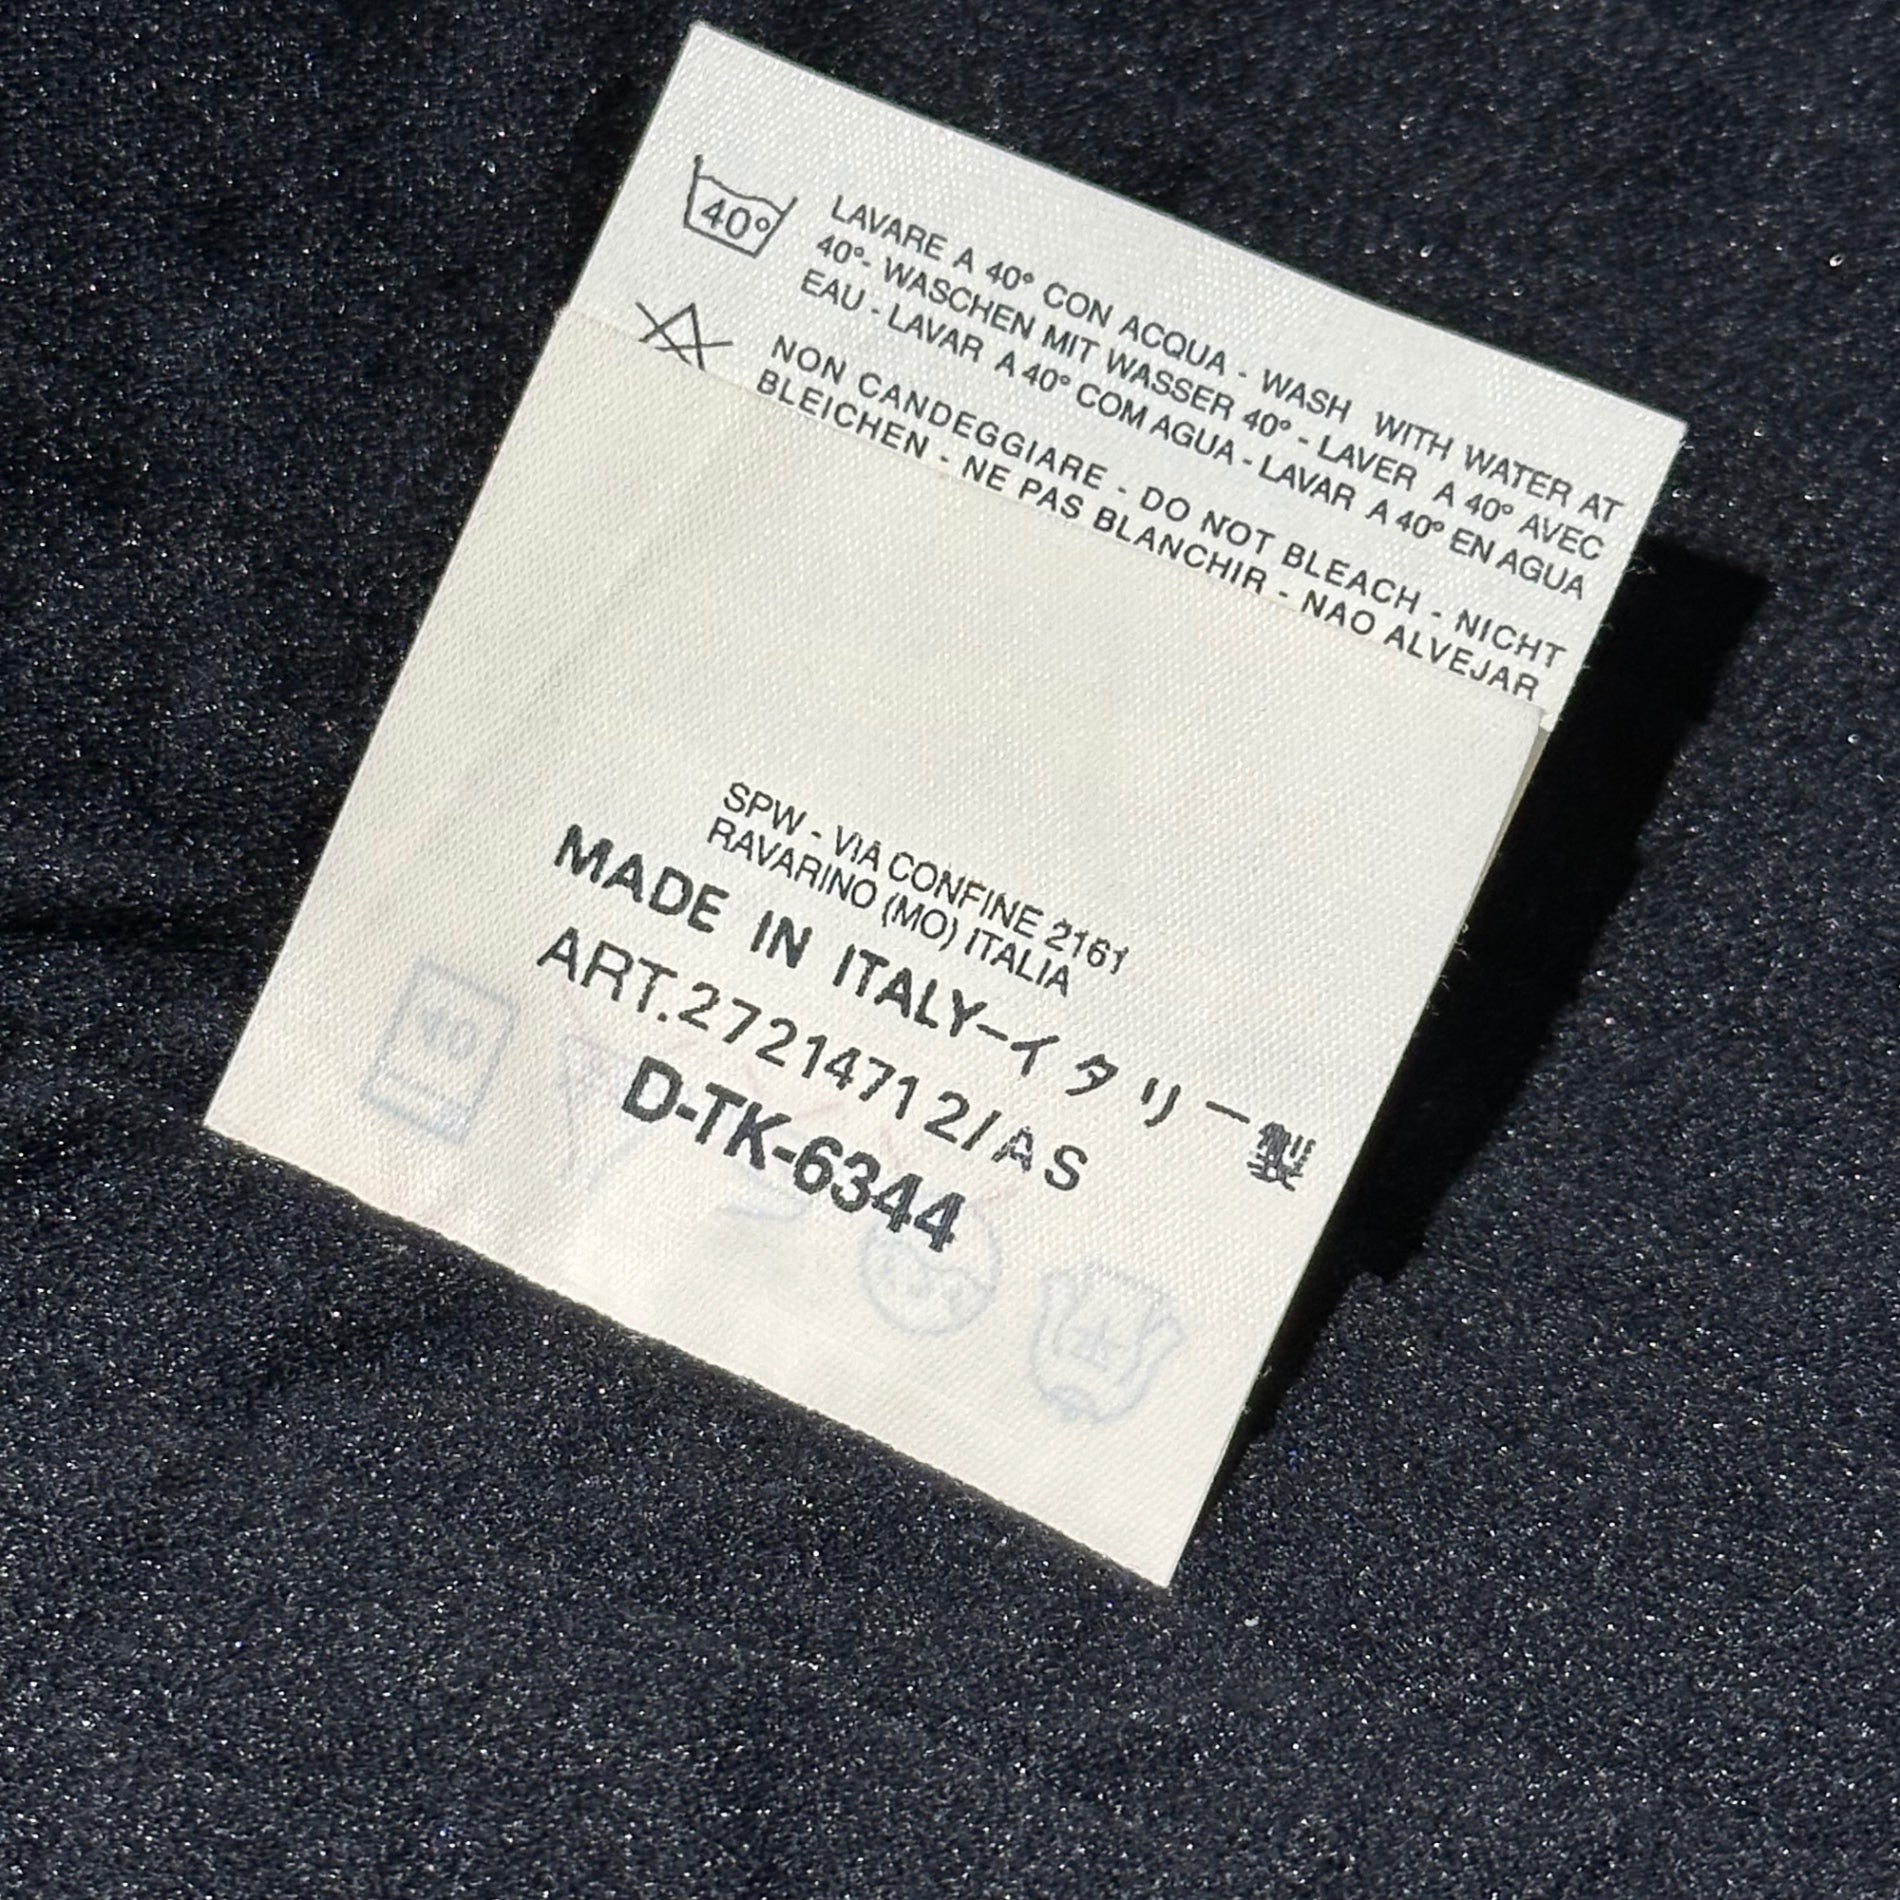 40°
LAVARE A 40° CON ACQUA - WASH WITH WATER AT
40°- WASCHEN MIT WASSER 40° - LAVER A 40° AVEC
EAU - LAVAR A 40° COM AGUA - LAVAR A 40° EN AGUA
NON CANDEGGIARE - DO NOT BLEACH - NICHT
BLEICHEN - NE PAS BLANCHIR - NAO ALVEJAR
SPW - VIA CONFINE 2161
RAVARINO (MO) ITALIA
MADE IN ITALY-イタリー製
ART.27214712/AS
D-TK-6344